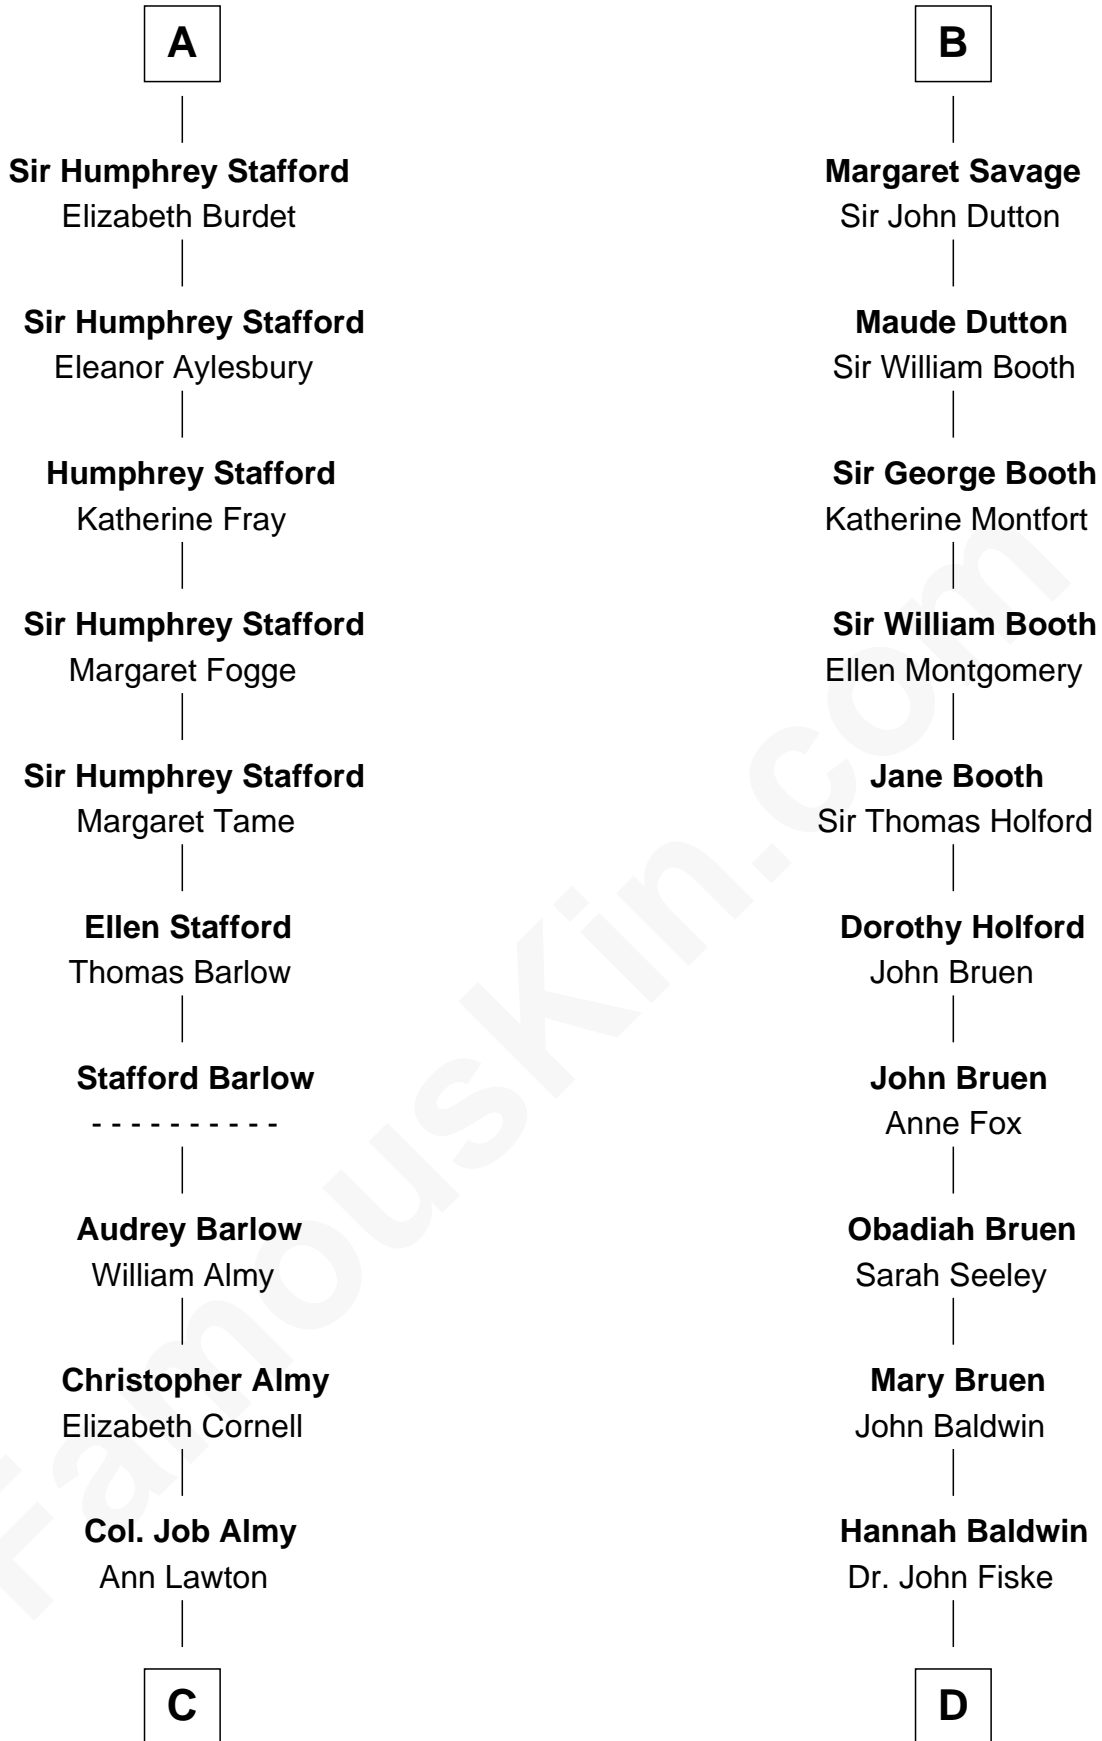 A
Sir Humphrey Stafford
Elizabeth Burdet
Sir Humphrey Stafford
Eleanor Aylesbury
Humphrey Stafford
Katherine Fray
Sir Humphrey Stafford
Margaret Fogge
Sir Humphrey Stafford
Margaret Tame
Ellen Stafford
Thomas Barlow
Stafford Barlow
- - - - - - - - - -
Audrey Barlow
William Almy
Christopher Almy
Elizabeth Cornell
Col. Job Almy
Ann Lawton
C
B
Margaret Savage
Sir John Dutton
Maude Dutton
Sir William Booth
Sir George Booth
Katherine Montfort
Sir William Booth
Ellen Montgomery
Jane Booth
Sir Thomas Holford
Dorothy Holford
John Bruen
John Bruen
Anne Fox
Obadiah Bruen
Sarah Seeley
Mary Bruen
John Baldwin
Hannah Baldwin
Dr. John Fiske
D
FamousKin.com